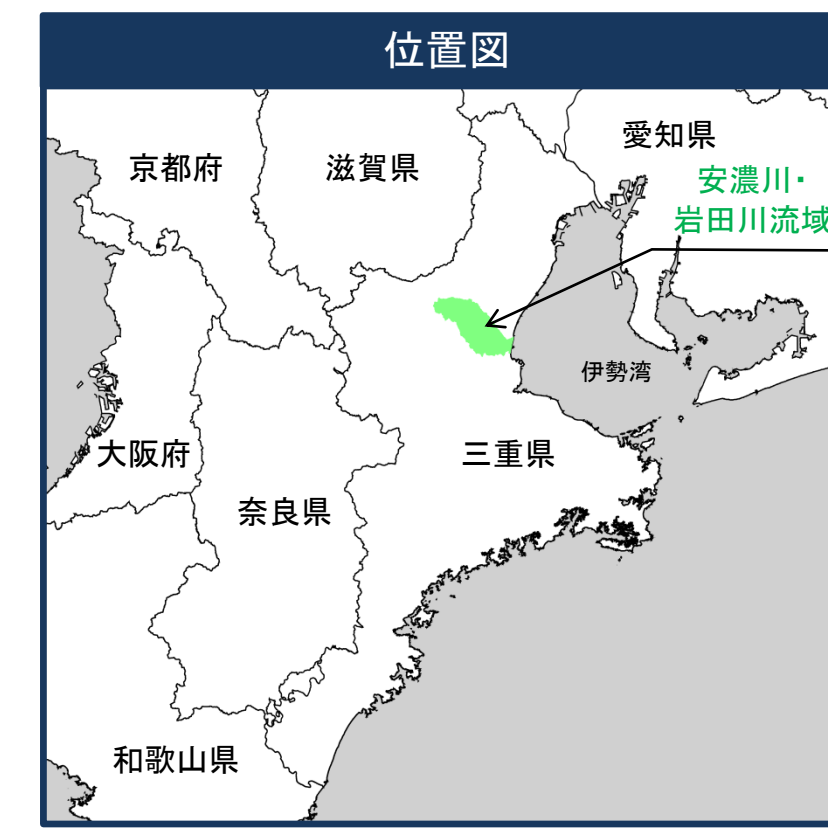 位置図
愛知県
京都府
滋賀県
安濃川・
岩田川流域
伊勢湾
大阪府
三重県
奈良県
和歌山県